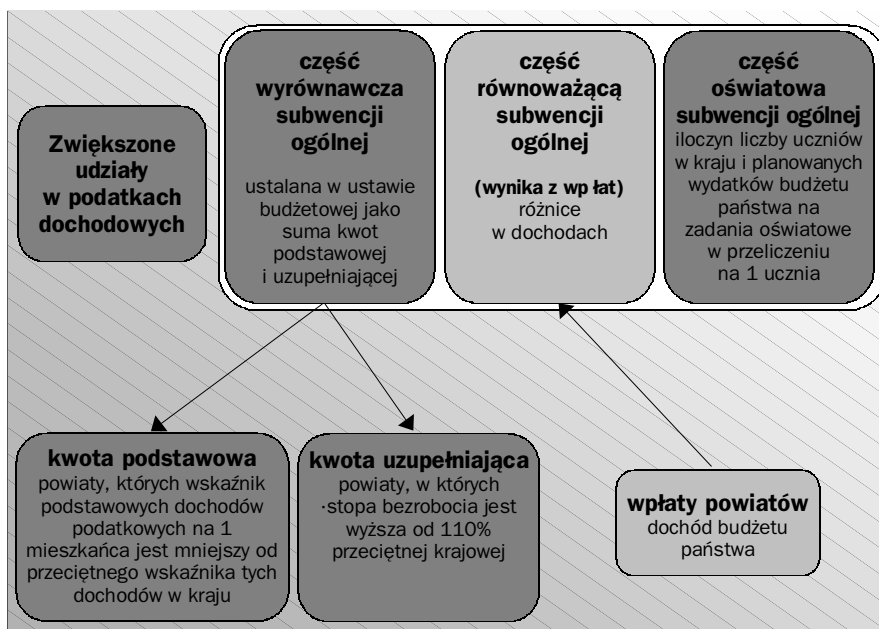 Zwiększone
udziały
w podatkach
dochodowych
część
wyrównawcza
subwencji
ogólnej
ustalana w ustawie
budżetowej jako
suma kwot
podstawowej
i uzupełniającej
część
równoważącą
subwencji
ogólnej
(wynika z wp łat)
różnice
w dochodach
część
oświatowa
subwencji ogólnej
iloczyn liczby uczniów
w kraju i planowanych
wydatków budżetu
państwa na
zadania oświatowe
w przeliczeniu
na 1 ucznia
kwota podstawowa
powiaty, których wskaźnik
podstawowych dochodów
podatkowych na 1
mieszkańca jest mniejszy od
przeciętnego wskaźnika tych
dochodów w kraju
kwota uzupełniająca
powiaty, w których
·stopa bezrobocia jest
wyższa od 110%
przeciętnej krajowej
wpłaty powiatów
dochód budżetu
państwa